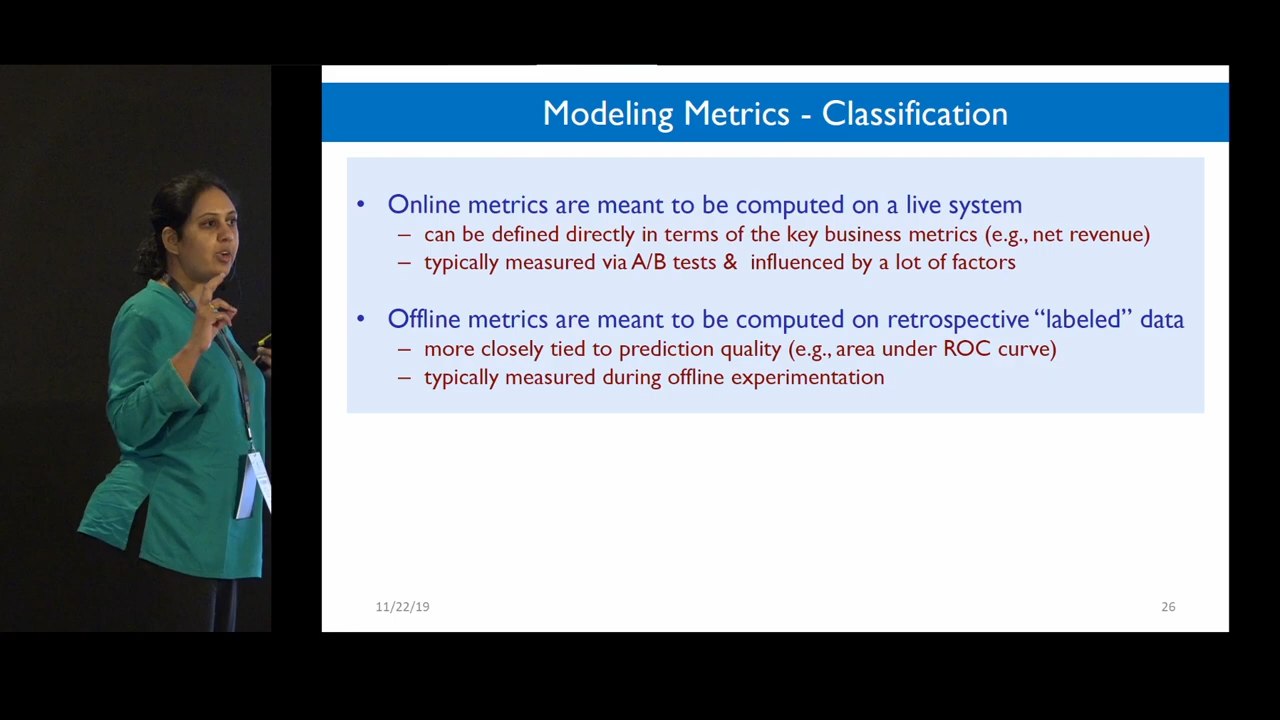 Modeling Metrics - Classification
• Online metrics are meant to be computed on a live system
– can be defined directly in terms of the key business metrics (e.g., net revenue)
– typically measured via A/B tests & influenced by a lot of factors
• Offline metrics are meant to be computed on retrospective “labeled” data
– more closely tied to prediction quality (e.g., area under ROC curve)
– typically measured during offline experimentation
11/22/19
26